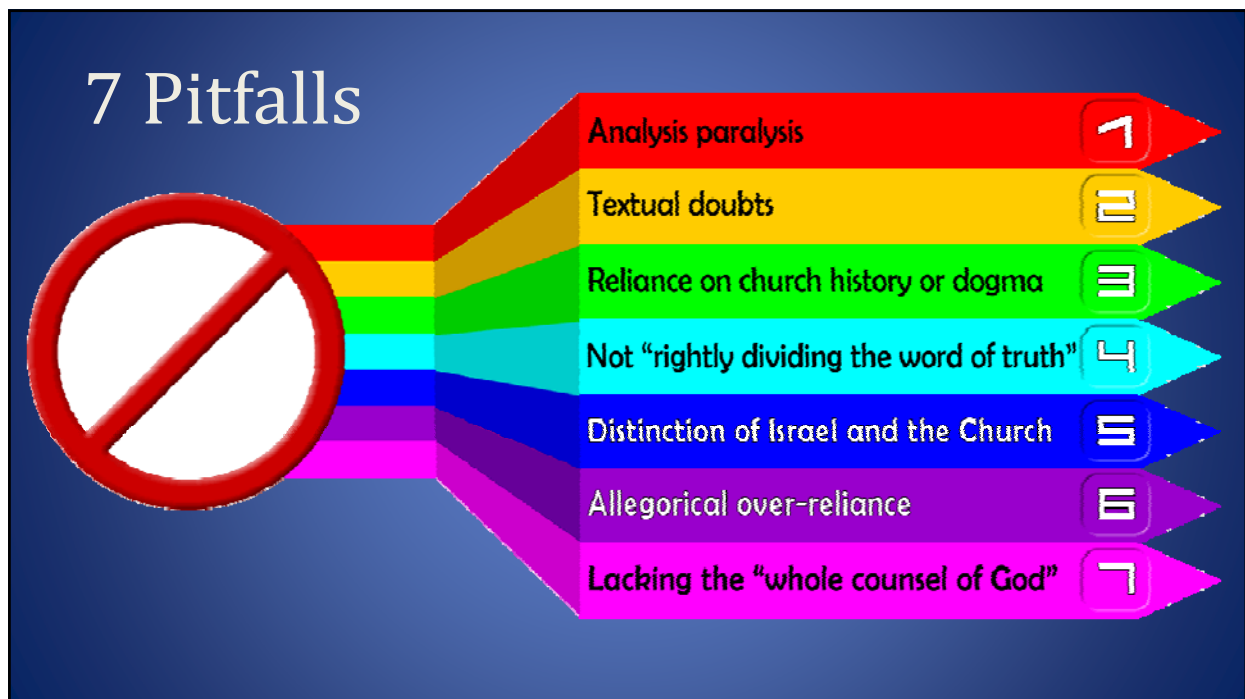 7 Pitfalls
Analysis paralysis 1
Textual doubts 2
Reliance on church history or dogma 3
Not “rightly dividing the word of truth” 4
Distinction of Israel and the Church 5
Allegorical over-reliance 6
Lacking the “whole counsel of God” 7